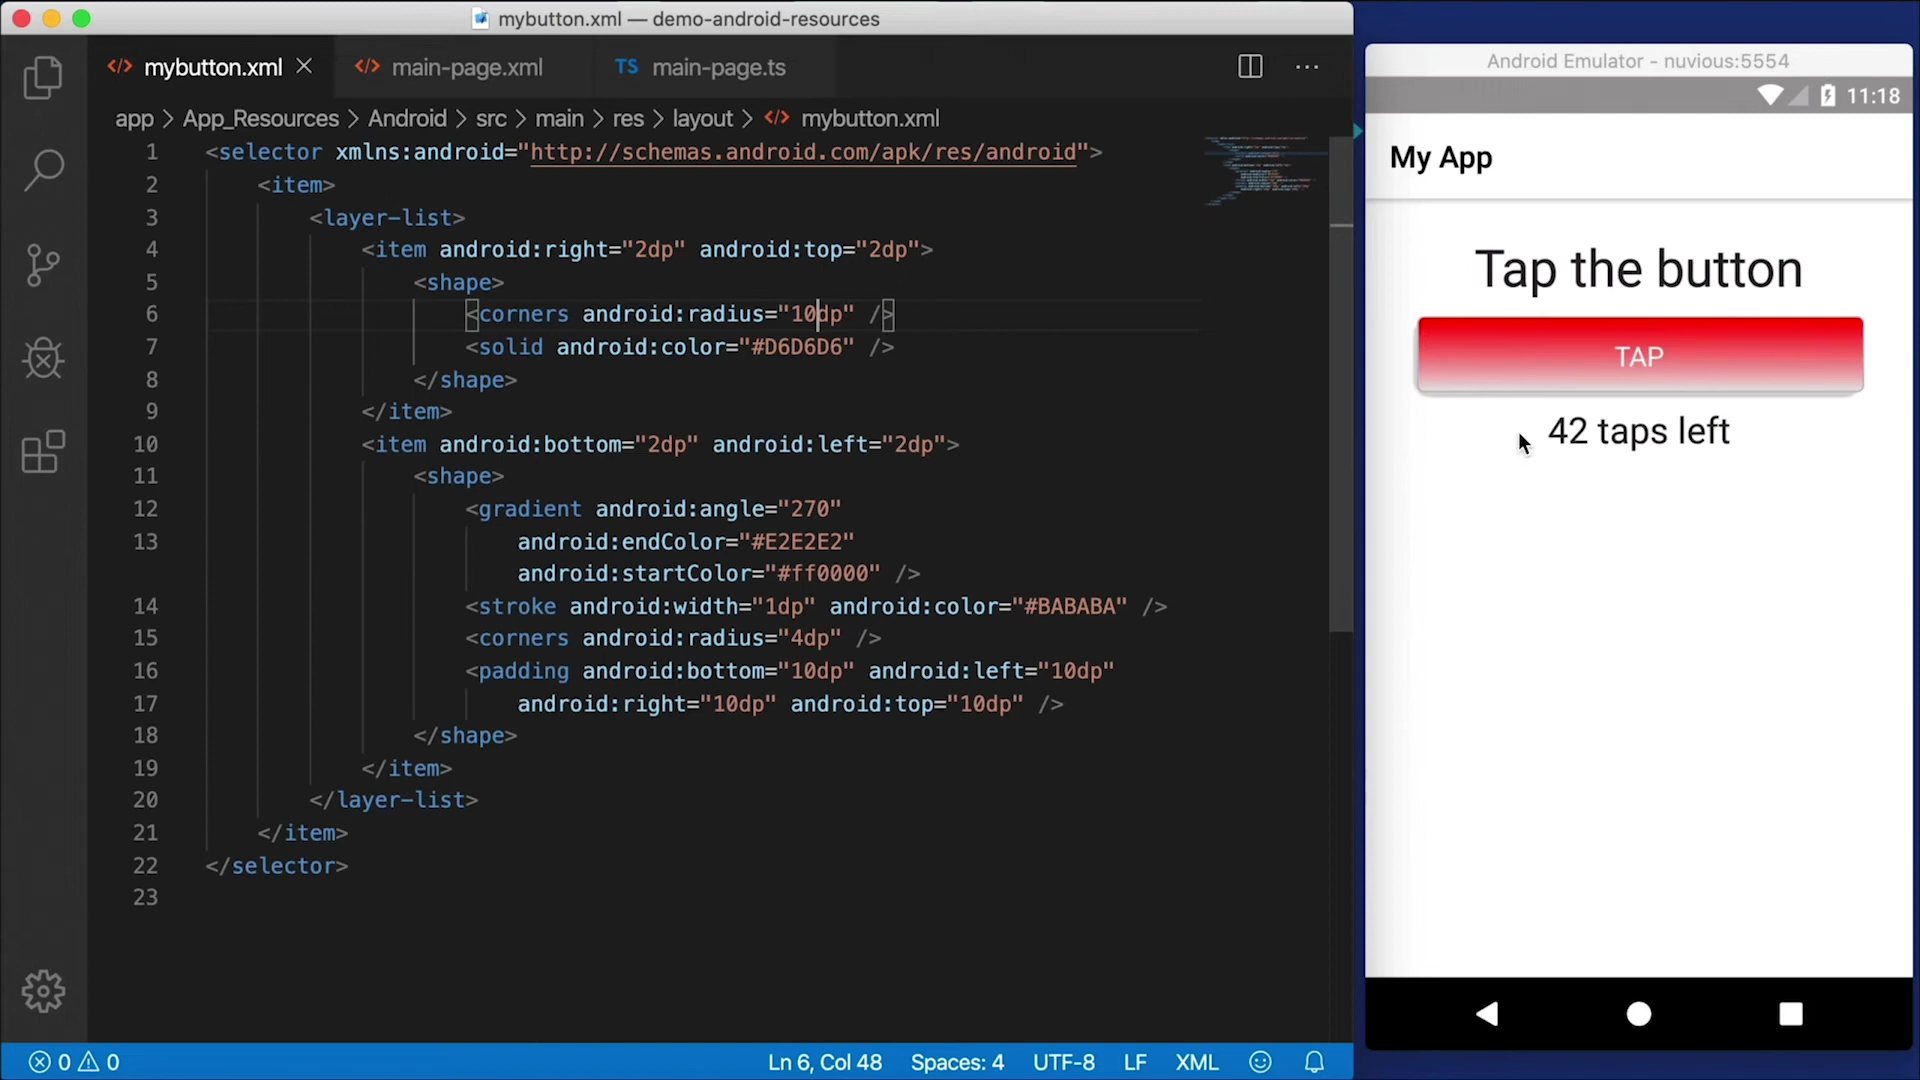 mybutton.xml — demo-android-resources
mybutton.xml
main-page.xml
TS main-page.ts
app > App_Resources > Android > src > main > res > layout > mybutton.xml
1 <selector xmlns:android="http://schemas.android.com/apk/res/android">
2 <item>
3 <layer-list>
4 <item android:right="2dp" android:top="2dp">
5 <shape>
6 <corners android:radius="10dp" />
7 <solid android:color="#D6D6D6" />
8 </shape>
9 </item>
10 <item android:bottom="2dp" android:left="2dp">
11 <shape>
12 <gradient android:angle="270"
13 android:endColor="#E2E2E2"
android:startColor="#ff0000" />
14 <stroke android:width="1dp" android:color="#BABABA" />
15 <corners android:radius="4dp" />
16 <padding android:bottom="10dp" android:left="10dp"
17 android:right="10dp" android:top="10dp" />
18 </shape>
19 </item>
20 </layer-list>
21 </item>
22 </selector>
23
0 0
Ln 6, Col 48
Spaces: 4
UTF-8
LF
XML
Android Emulator - nuvious:5554
11:18
My App
Tap the button
TAP
42 taps left